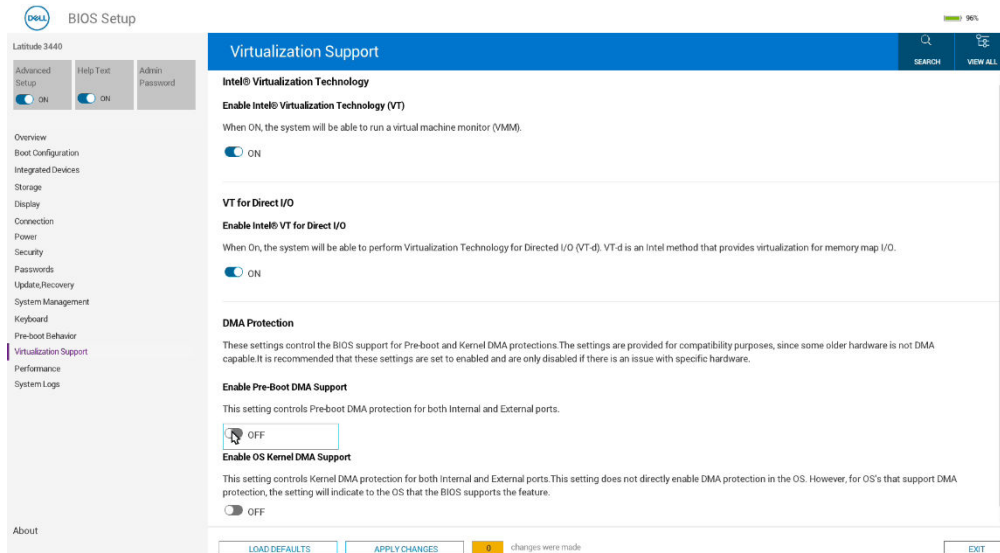 DELL
BIOS Setup
96%
Latitude 3440
Advanced Setup
ON
Help Text
ON
Admin Password
Overview
Boot Configuration
Integrated Devices
Storage
Display
Connection
Power
Security
Passwords
Update,Recovery
System Management
Keyboard
Pre-boot Behavior
Virtualization Support
Performance
System Logs
About
Virtualization Support
SEARCH
VIEW ALL
Intel® Virtualization Technology
Enable Intel® Virtualization Technology (VT)
When ON, the system will be able to run a virtual machine monitor (VMM).
ON
VT for Direct I/O
Enable Intel® VT for Direct I/O
When On, the system will be able to perform Virtualization Technology for Directed I/O (VT-d). VT-d is an Intel method that provides virtualization for memory map I/O.
ON
DMA Protection
These settings control the BIOS support for Pre-boot and Kernel DMA protections.The settings are provided for compatibility purposes, since some older hardware is not DMA
capable.It is recommended that these settings are set to enabled and are only disabled if there is an issue with specific hardware.
Enable Pre-Boot DMA Support
This setting controls Pre-boot DMA protection for both Internal and External ports.
OFF
Enable OS Kernel DMA Support
This setting controls Kernel DMA protection for both Internal and External ports.This setting does not directly enable DMA protection in the OS. However, for OS's that support DMA
protection, the setting will indicate to the OS that the BIOS supports the feature.
OFF
LOAD DEFAULTS
APPLY CHANGES
0
changes were made
EXIT